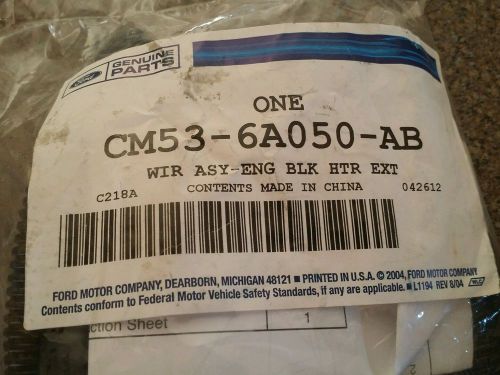 Ford
GENUINE
PARTS
ONE
CM53-6A050-AB
WIR ASY-ENG BLK HTR EXT
C218A CONTENTS MADE IN CHINA 042612
FORD MOTOR COMPANY, DEARBORN, MICHIGAN 48121 ■ PRINTED IN U.S.A. © 2004, FORD MOTOR COMPANY
Contents conform to Federal Motor Vehicle Safety Standards, if any are applicable. ■ L1194 REV 8/04
ction Sheet 1